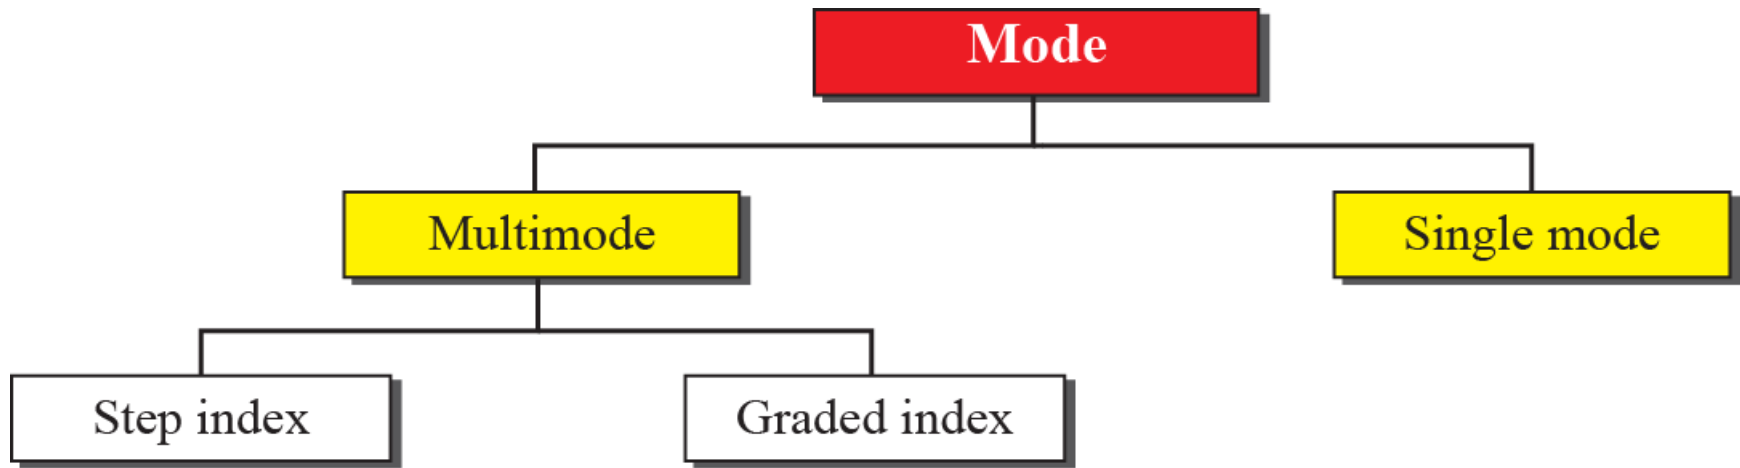 Mode
Multimode
Single mode
Step index
Graded index